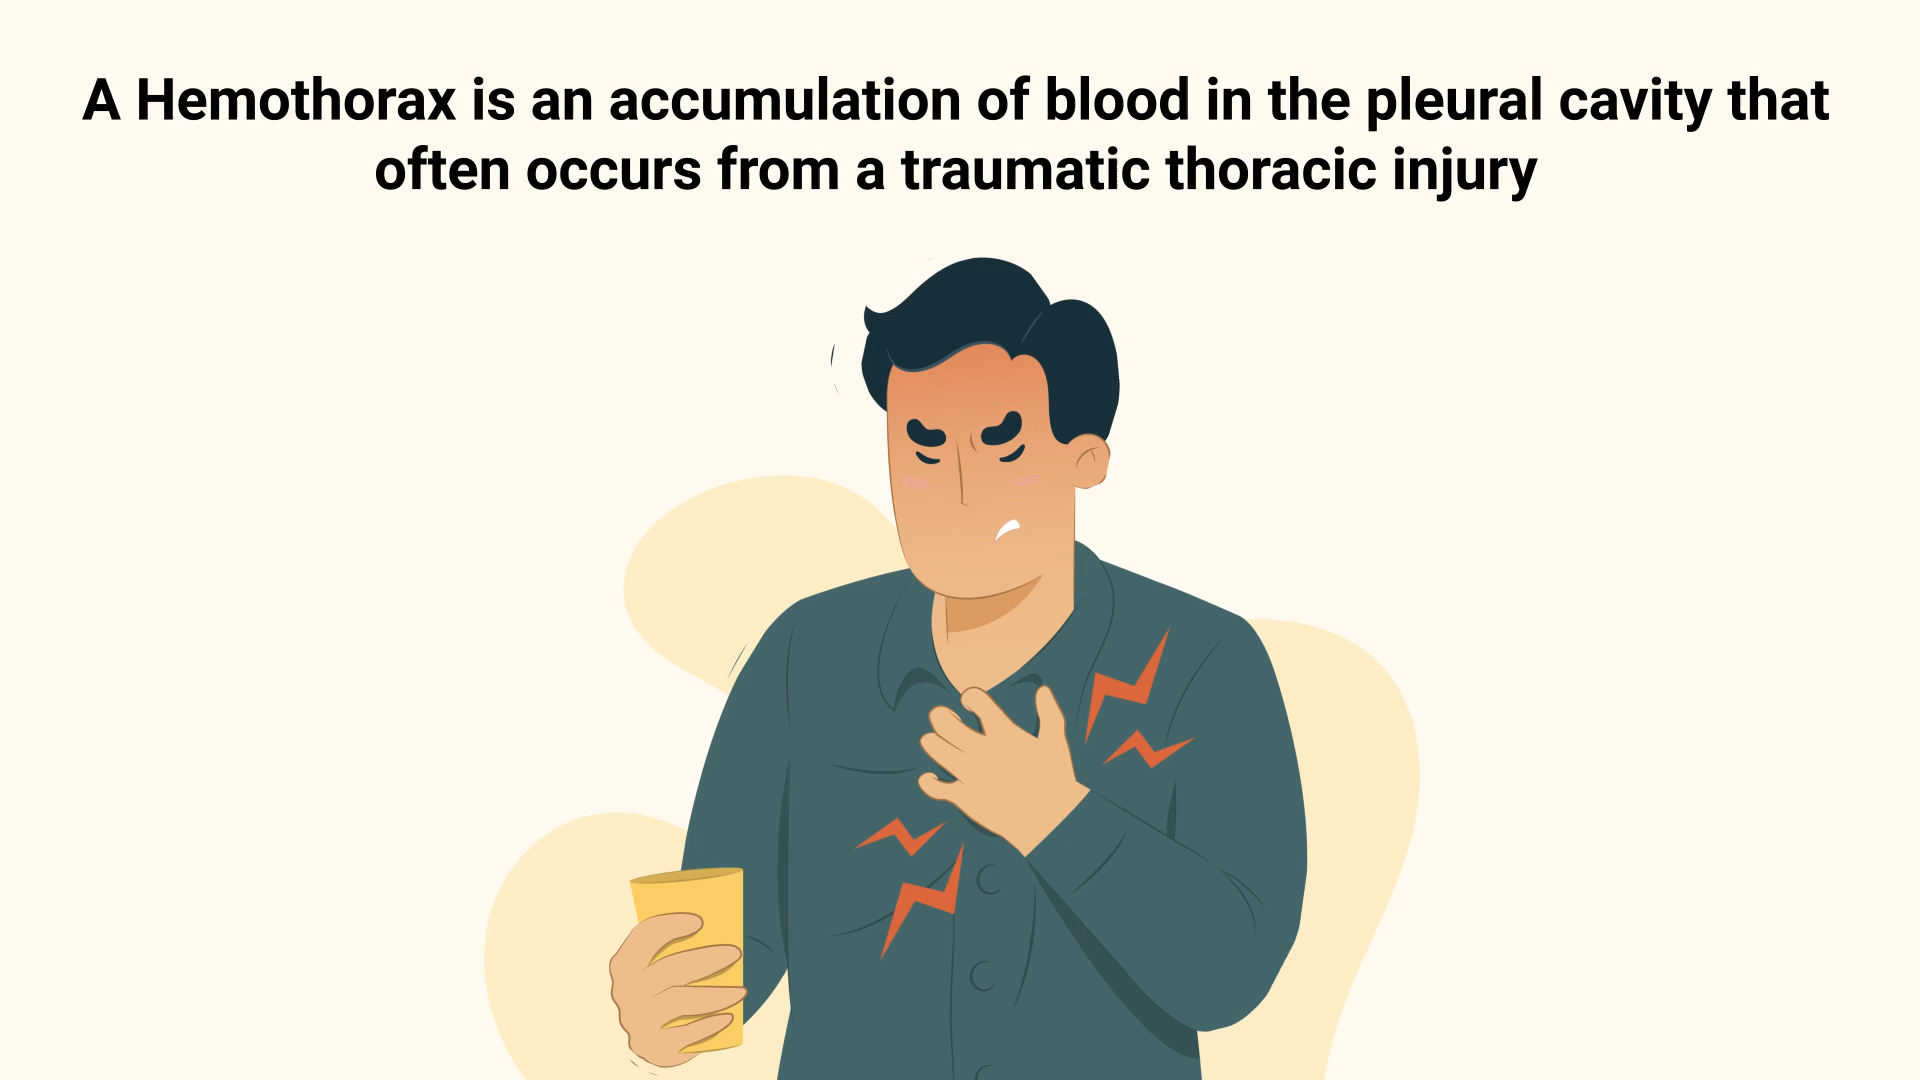 A Hemothorax is an accumulation of blood in the pleural cavity that
often occurs from a traumatic thoracic injury